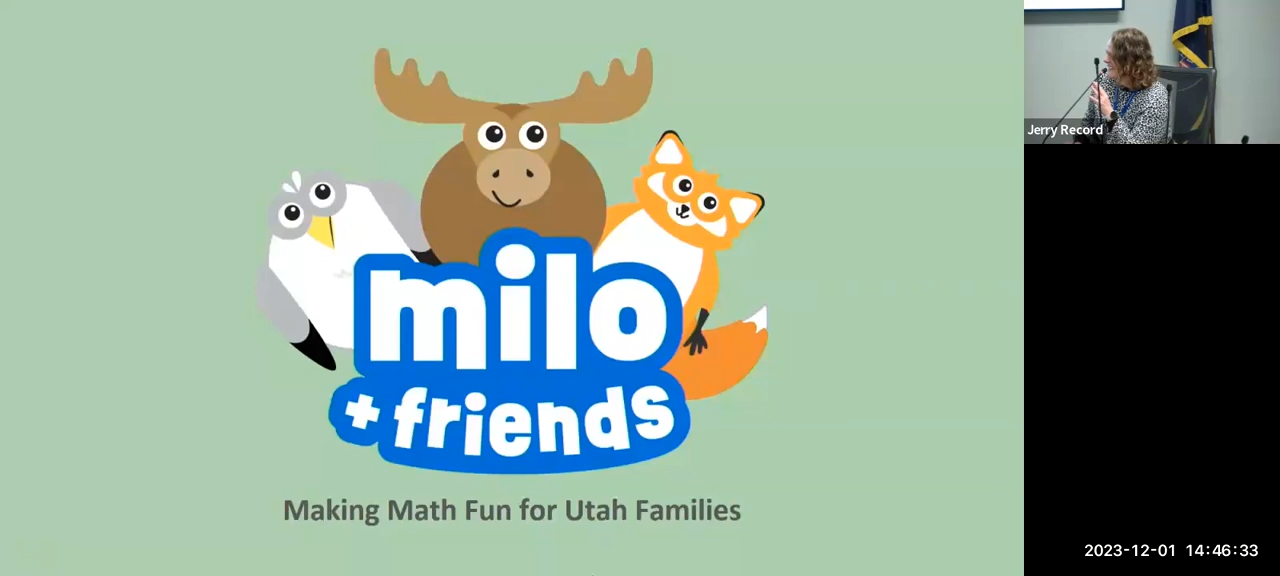 milo
+ friends
Making Math Fun for Utah Families
Jerry Record
2023-12-01 14:46:33